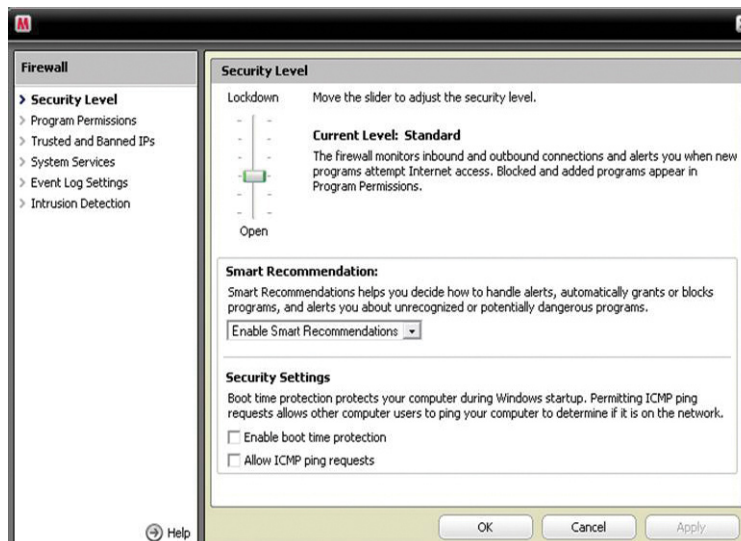 M
Firewall
Security Level
Program Permissions
Trusted and Banned IPs
System Services
Event Log Settings
Intrusion Detection
Help
Security Level
Lockdown
Open
Move the slider to adjust the security level.
Current Level: Standard
The firewall monitors inbound and outbound connections and alerts you when new
programs attempt Internet access. Blocked and added programs appear in
Program Permissions.
Smart Recommendation:
Smart Recommendations helps you decide how to handle alerts, automatically grants or blocks
programs, and alerts you about unrecognized or potentially dangerous programs.
Enable Smart Recommendations
Security Settings
Boot time protection protects your computer during Windows startup. Permitting ICMP ping
requests allows other computer users to ping your computer to determine if it is on the network.
Enable boot time protection
Allow ICMP ping requests
OK
Cancel
Apply